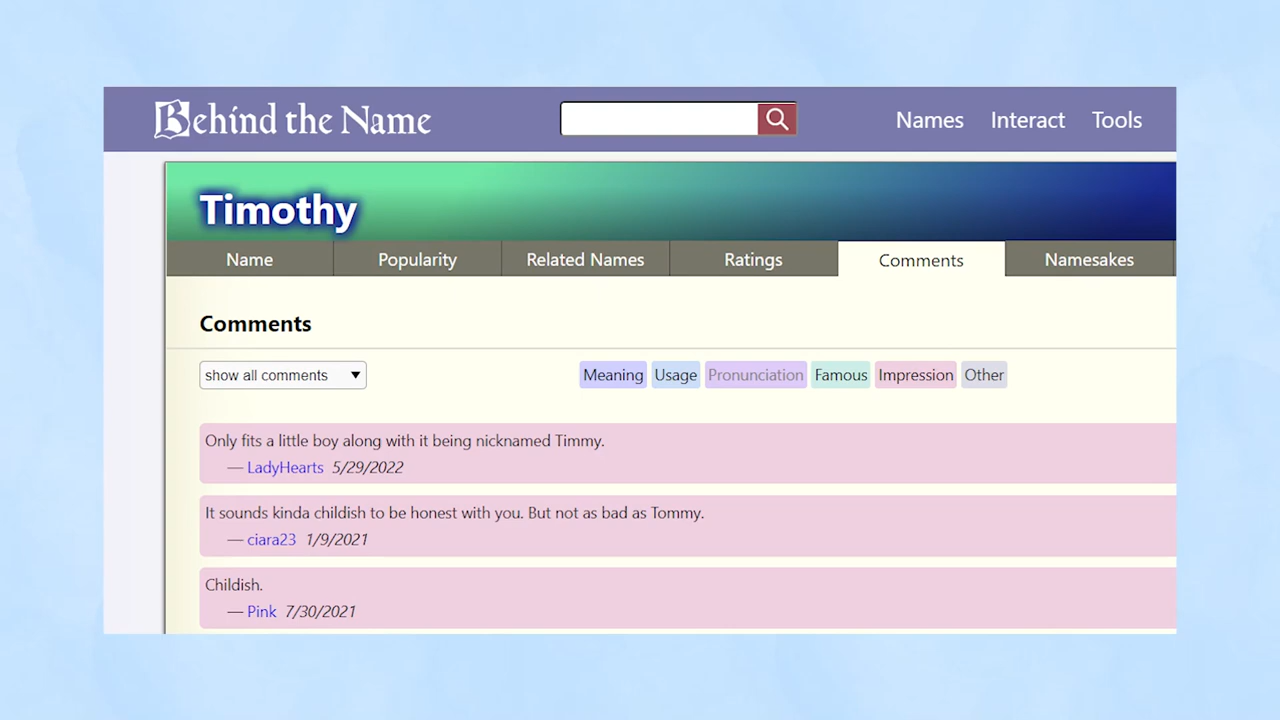 Behind the Name
Names Interact Tools
Timothy
Name Popularity Related Names Ratings Comments Namesakes
Comments
show all comments
Meaning Usage Pronunciation Famous Impression Other
Only fits a little boy along with it being nicknamed Timmy.
— LadyHearts 5/29/2022
It sounds kinda childish to be honest with you. But not as bad as Tommy.
— ciara23 1/9/2021
Childish.
— Pink 7/30/2021